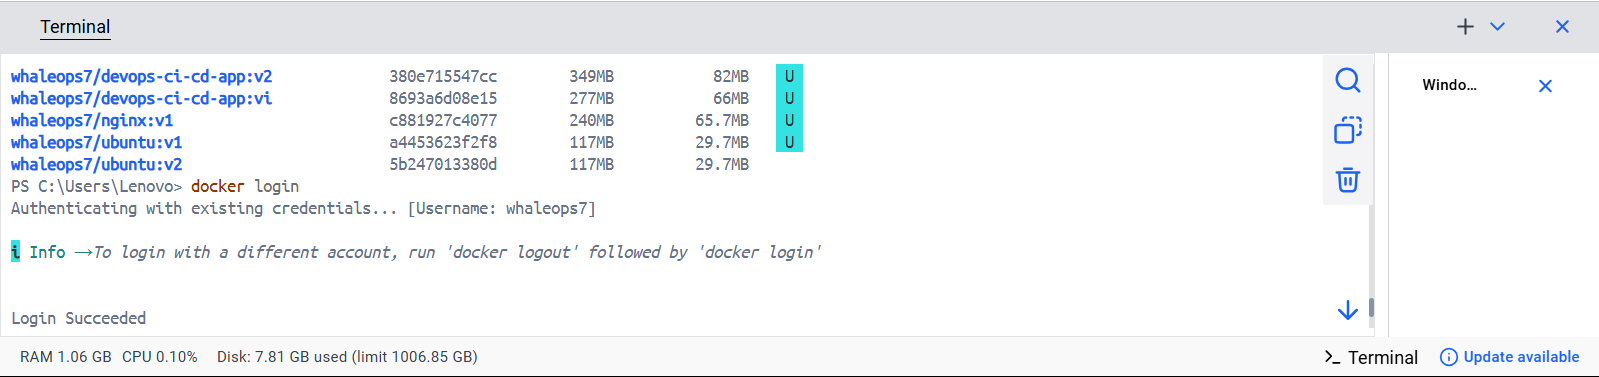 Terminal
whaleops7/devops-ci-cd-app:v2 380e715547cc 349MB 82MB U
whaleops7/devops-ci-cd-app:vi 8693a6d08e15 277MB 66MB U
whaleops7/nginx:v1 c881927c4077 240MB 65.7MB U
whaleops7/ubuntu:v1 a4453623f2f8 117MB 29.7MB U
whaleops7/ubuntu:v2 5b247013380d 117MB 29.7MB
PS C:\Users\Lenovo> docker login
Authenticating with existing credentials... [Username: whaleops7]
i Info →To login with a different account, run 'docker logout' followed by 'docker login'
Login Succeeded
Windo...
RAM 1.06 GB CPU 0.10% Disk: 7.81 GB used (limit 1006.85 GB)
>_ Terminal
Update available